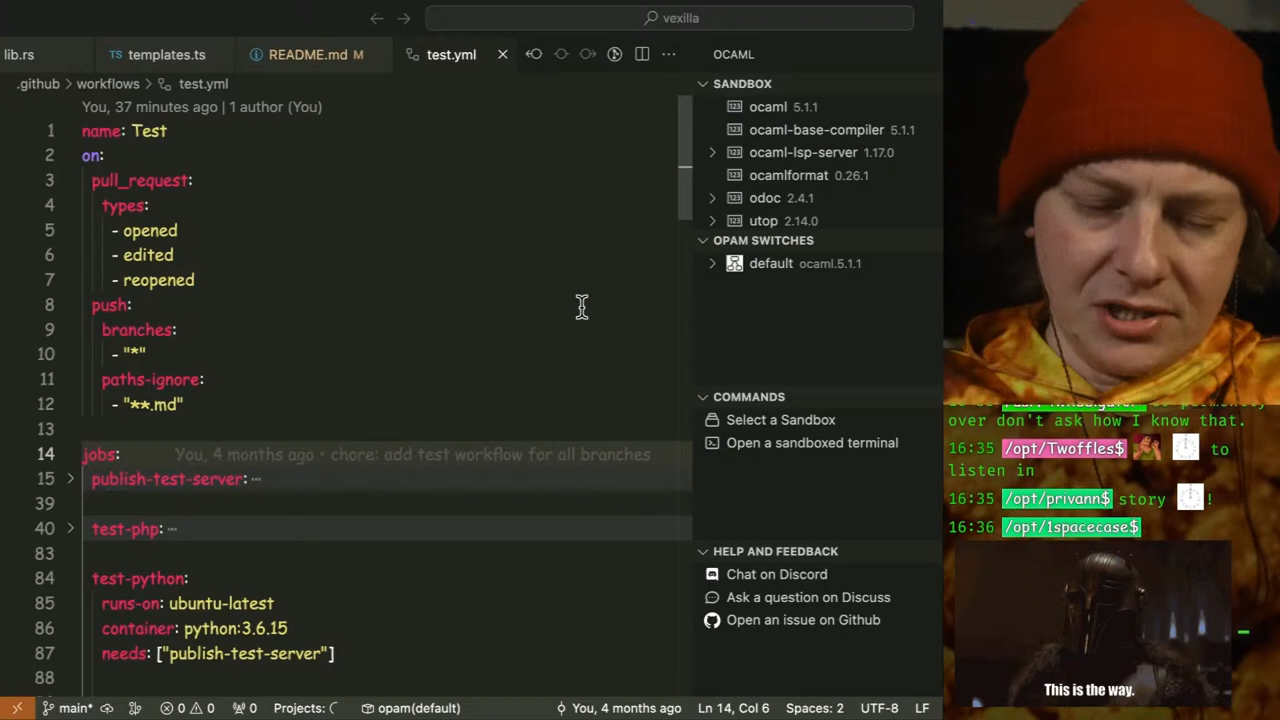 vexilla
lib.rs
TS templates.ts
README.md M
test.yml
OCAML
.github > workflows > test.yml
You, 37 minutes ago | 1 author (You)
1 name: Test
2 on:
3 pull_request:
4 types:
5 - opened
6 - edited
7 - reopened
8 push:
9 branches:
10 - "*"
11 paths-ignore:
12 - "**.md"
13
14 jobs: You, 4 months ago • chore: add test workflow for all branches
15 publish-test-server: ...
39
40 test-php: ...
83
84 test-python:
85 runs-on: ubuntu-latest
86 container: python:3.6.15
87 needs: ["publish-test-server"]
88
SANDBOX
ocaml 5.1.1
ocaml-base-compiler 5.1.1
ocaml-lsp-server 1.17.0
ocamlformat 0.26.1
odoc 2.4.1
utop 2.14.0
OPAM SWITCHES
default ocaml.5.1.1
COMMANDS
Select a Sandbox
Open a sandboxed terminal
HELP AND FEEDBACK
Chat on Discord
Ask a question on Discuss
Open an issue on Github
main* 0 0 0 Projects: opam(default) You, 4 months ago Ln 14, Col 6 Spaces: 2 UTF-8 LF
over don't ask how I know that.
16:35 /opt/Twoffles$ to
listen in
16:35 /opt/privann$ story !
16:36 /opt/1spacecase$
This is the way.